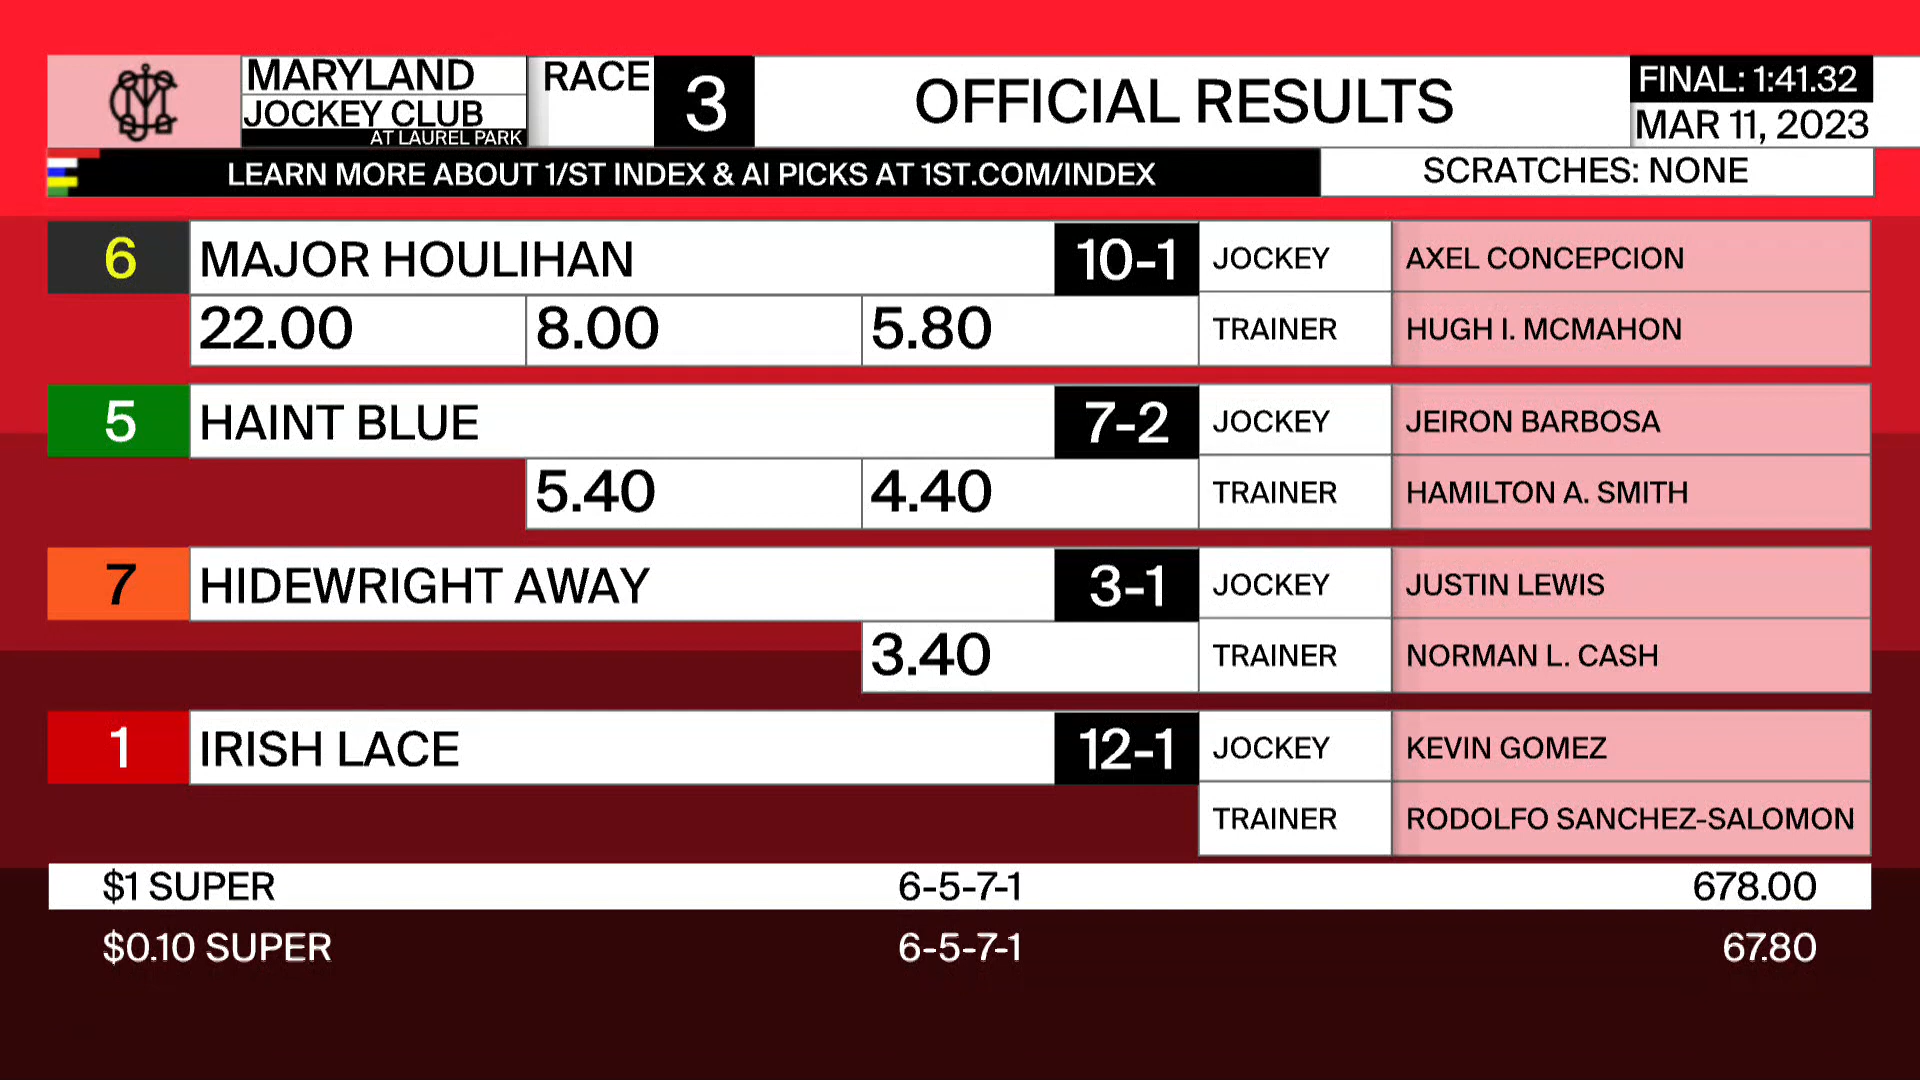 MARYLAND
JOCKEY CLUB
AT LAUREL PARK
RACE 3
OFFICIAL RESULTS
FINAL: 1:41.32
MAR 11, 2023
LEARN MORE ABOUT 1/ST INDEX & AI PICKS AT 1ST.COM/INDEX
SCRATCHES: NONE
6 MAJOR HOULIHAN 10-1 JOCKEY AXEL CONCEPCION
22.00 8.00 5.80 TRAINER HUGH I. MCMAHON
5 HAINT BLUE 7-2 JOCKEY JEIRON BARBOSA
5.40 4.40 TRAINER HAMILTON A. SMITH
7 HIDEWRIGHT AWAY 3-1 JOCKEY JUSTIN LEWIS
3.40 TRAINER NORMAN L. CASH
1 IRISH LACE 12-1 JOCKEY KEVIN GOMEZ
TRAINER RODOLFO SANCHEZ-SALOMON
$1 SUPER 6-5-7-1 678.00
$0.10 SUPER 6-5-7-1 67.80